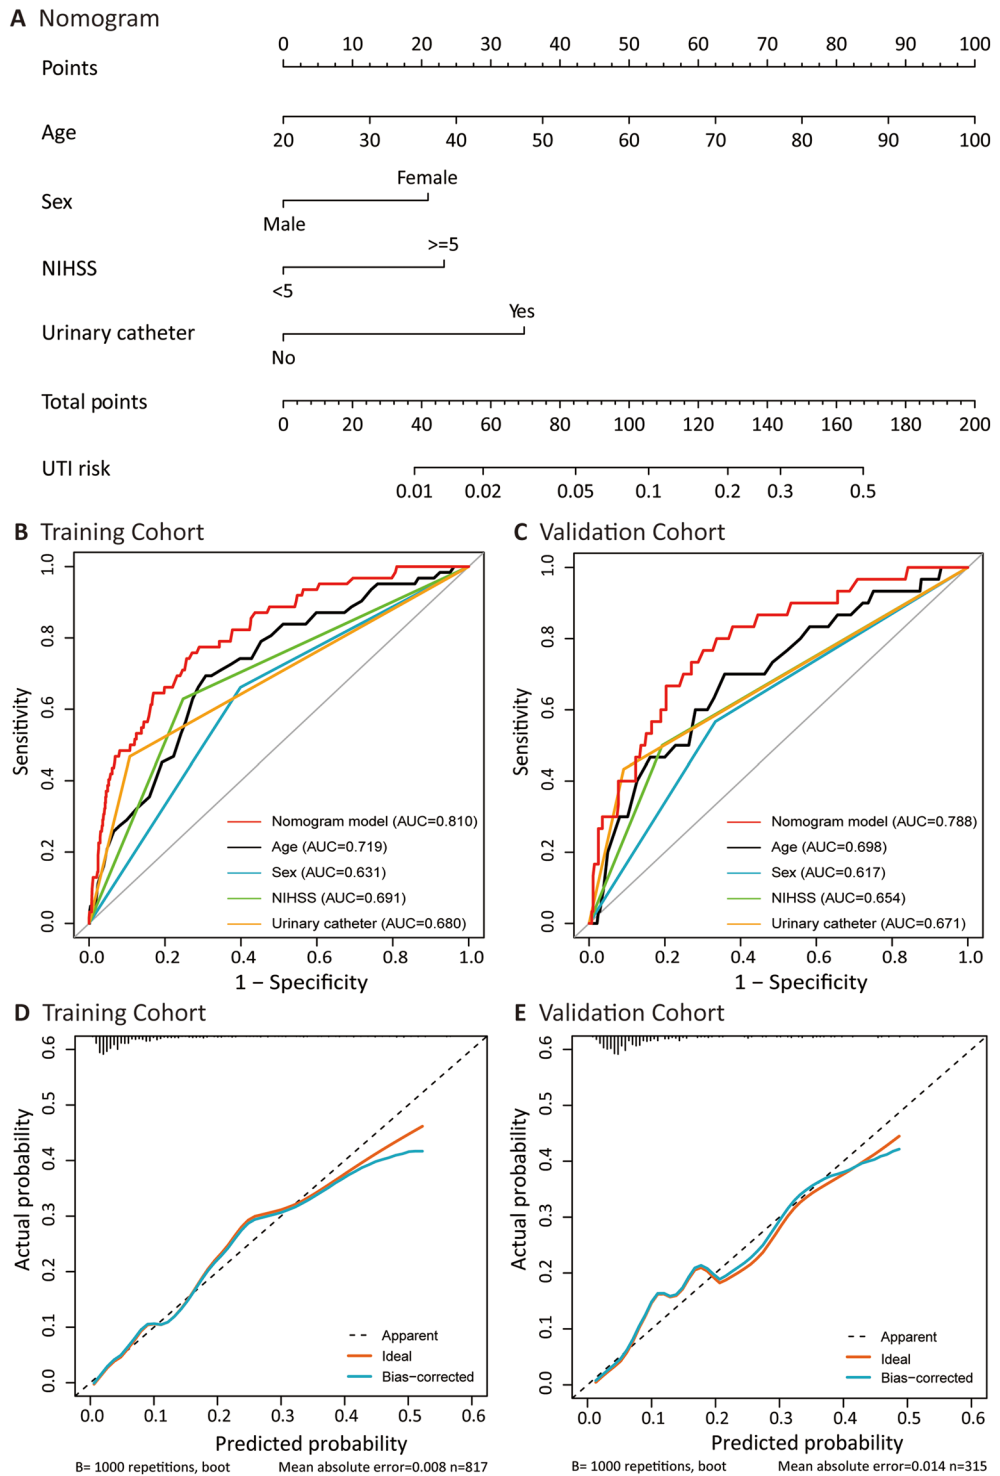 A Nomogram
0 10 20 30 40 50 60 70 80 90 100
Points
Age
20 30 40 50 60 70 80 90 100
Female
Sex
Male
>=5
NIHSS
<5
Yes
Urinary catheter
No
Total points
0 20 40 60 80 100 120 140 160 180 200
UTI risk
0.01 0.02 0.05 0.1 0.2 0.3 0.5
B Training Cohort
Sensitivity
1.0
0.8
0.6
0.4
0.2
0.0
Nomogram model (AUC=0.810)
Age (AUC=0.719)
Sex (AUC=0.631)
NIHSS (AUC=0.691)
Urinary catheter (AUC=0.680)
0.0 0.2 0.4 0.6 0.8 1.0
1 − Specificity
C Validation Cohort
Sensitivity
1.0
0.8
0.6
0.4
0.2
0.0
Nomogram model (AUC=0.788)
Age (AUC=0.698)
Sex (AUC=0.617)
NIHSS (AUC=0.654)
Urinary catheter (AUC=0.671)
0.0 0.2 0.4 0.6 0.8 1.0
1 − Specificity
D Training Cohort
Actual probability
0.6
0.5
0.4
0.3
0.2
0.1
0.0
Apparent
Ideal
Bias−corrected
0.0 0.1 0.2 0.3 0.4 0.5 0.6
Predicted probability
B= 1000 repetitions, boot Mean absolute error=0.008 n=817
E Validation Cohort
Actual probability
0.6
0.5
0.4
0.3
0.2
0.1
0.0
Apparent
Ideal
Bias−corrected
0.0 0.1 0.2 0.3 0.4 0.5 0.6
Predicted probability
B= 1000 repetitions, boot Mean absolute error=0.014 n=315